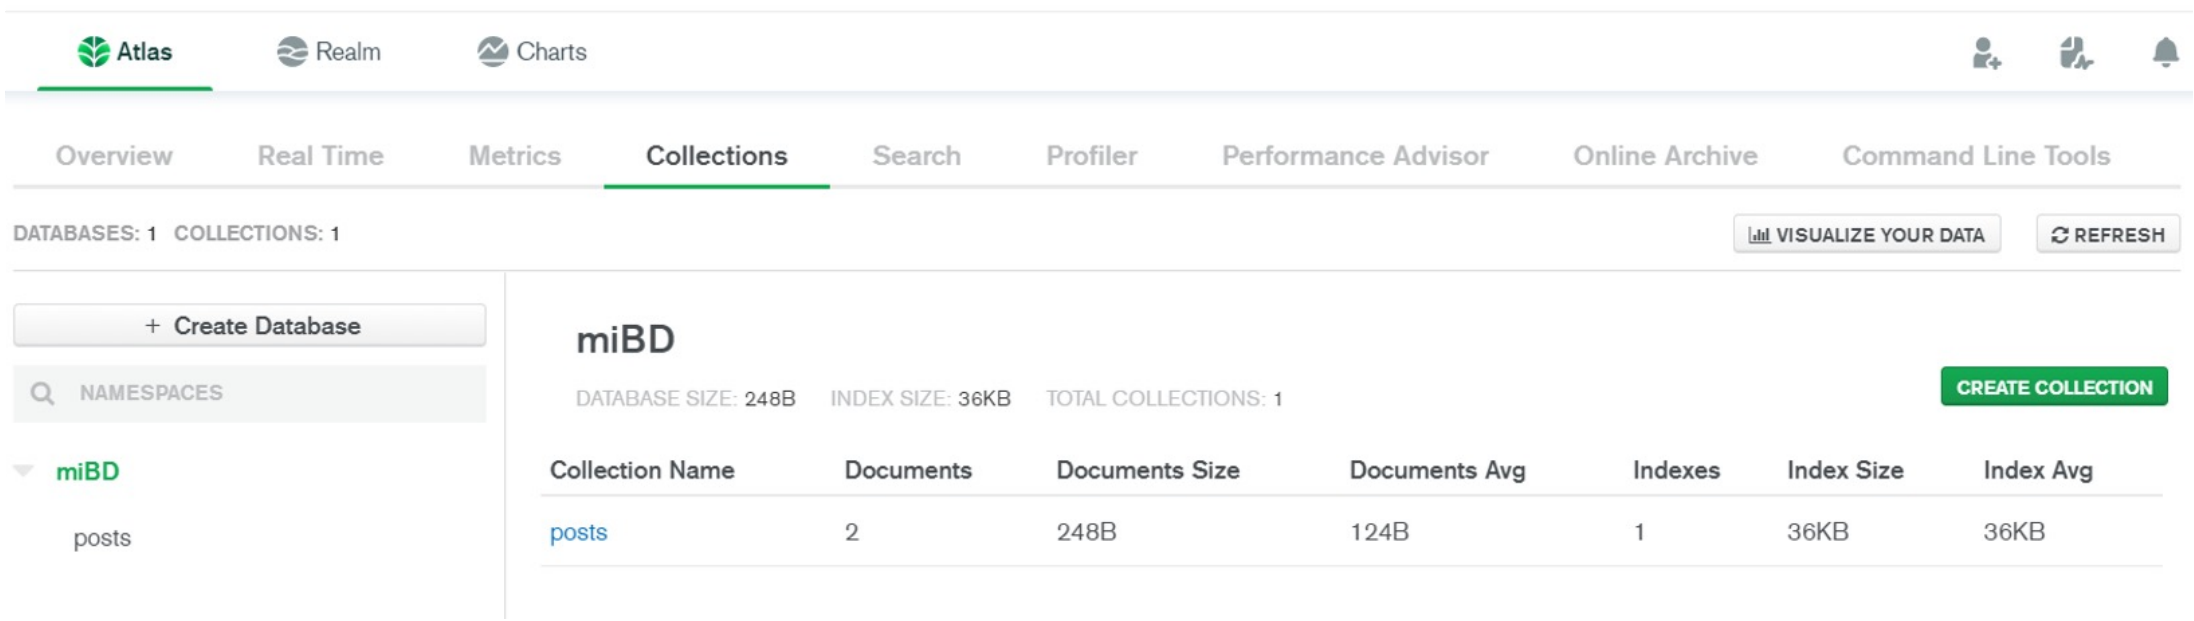 Atlas Realm Charts
Overview Real Time Metrics Collections Search Profiler Performance Advisor Online Archive Command Line Tools
DATABASES: 1 COLLECTIONS: 1 VISUALIZE YOUR DATA REFRESH
+ Create Database
NAMESPACES
miBD
posts
miBD
DATABASE SIZE: 248B INDEX SIZE: 36KB TOTAL COLLECTIONS: 1
CREATE COLLECTION
Collection Name Documents Documents Size Documents Avg Indexes Index Size Index Avg
posts 2 248B 124B 1 36KB 36KB